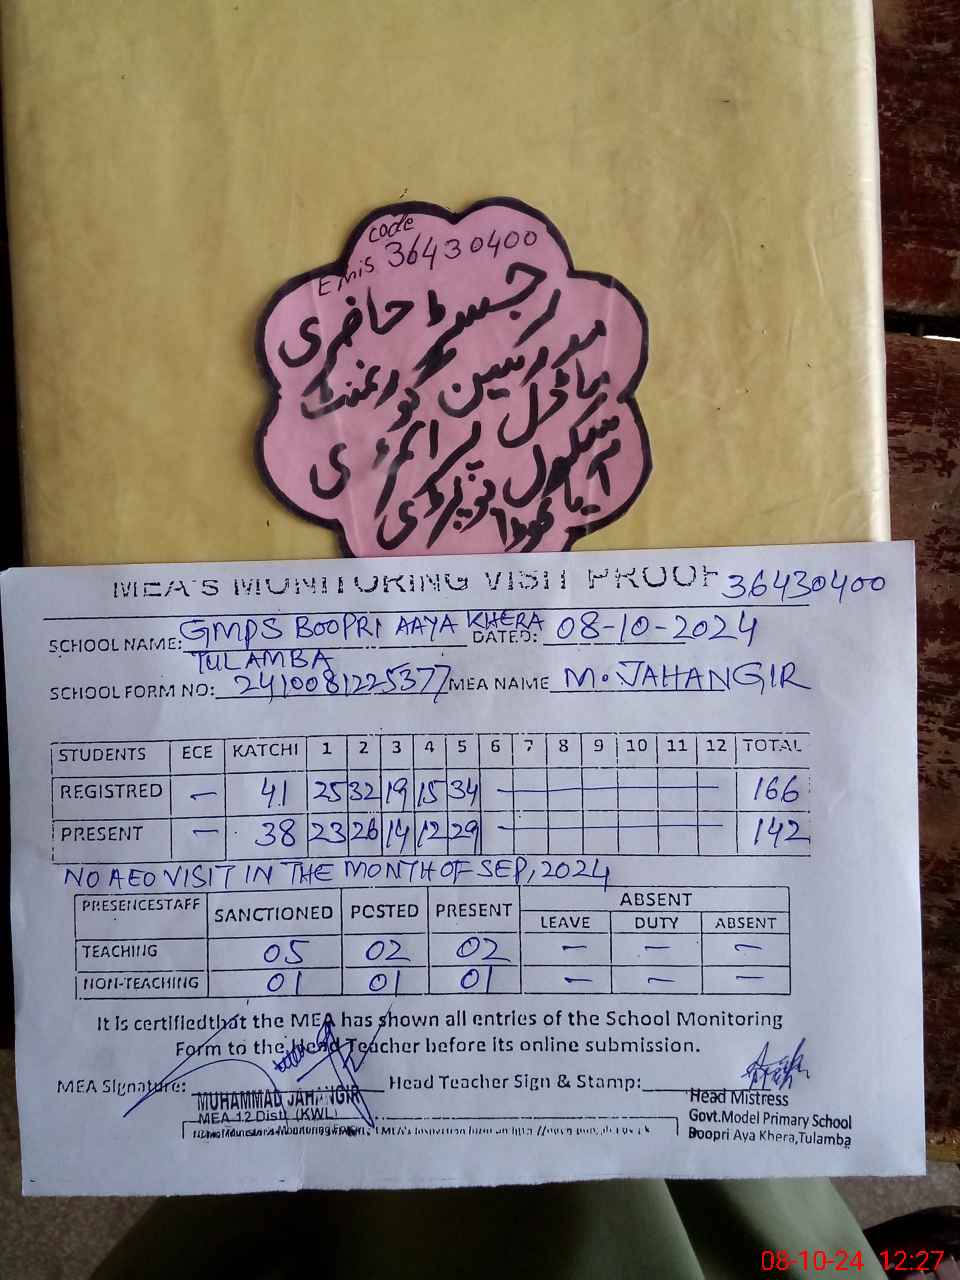 code
EMIS 36430400
رجسٹر حاضری
مدرسین گورنمنٹ
ماڈل پرائمری
سکول بوپڑی
آیا کھوڑا
MEA'S MONITORING VISIT PROOF 36430400
SCHOOL NAME: GMPS BOOPRI AAYA KHERA TULAMBA DATED: 08-10-2024
SCHOOL FORM NO: 2410081225377 MEA NAME M. JAHANGIR
STUDENTS ECE KATCHI 1 2 3 4 5 6 7 8 9 10 11 12 TOTAL
REGISTRED — 41 25 32 19 15 34 — 166
PRESENT — 38 23 26 14 12 29 — 142
NO AEO VISIT IN THE MONTH OF SEP, 2024
PRESENCESTAFF SANCTIONED POSTED PRESENT ABSENT
LEAVE DUTY ABSENT
TEACHING 05 02 02 — — —
NON-TEACHING 01 01 01 — — —
It is certifiedthat the MEA has shown all entries of the School Monitoring
Form to the Head Teacher before its online submission.
MEA Signature: Head Teacher Sign & Stamp:
MUHAMMAD JAHANGIR
MEA 12 Distt (KWL)
Head Mistress
Govt.Model Primary School
Boopri Aya Khera,Tulamba
08-10-24 12:27